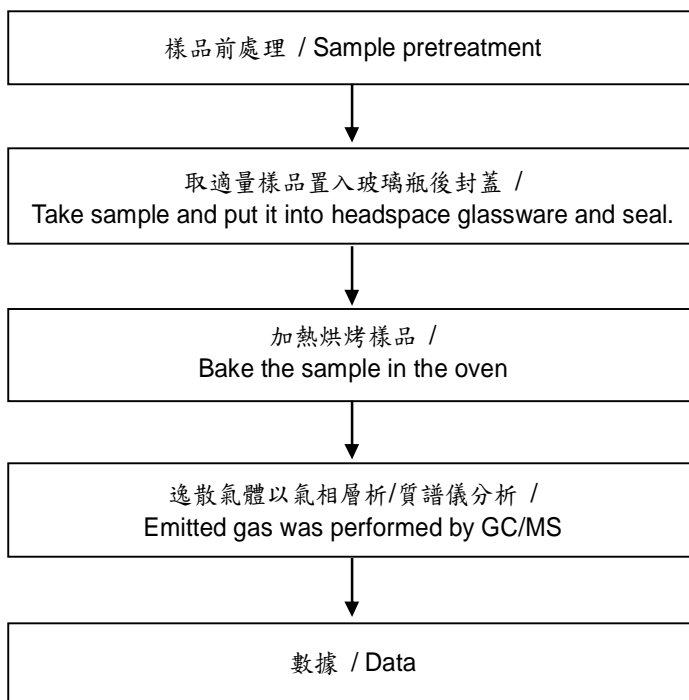 樣品前處理 / Sample pretreatment
取適量樣品置入玻璃瓶後封蓋 /
Take sample and put it into headspace glassware and seal.
加熱烘烤樣品 /
Bake the sample in the oven
逸散氣體以氣相層析/質譜儀分析 /
Emitted gas was performed by GC/MS
數據 / Data